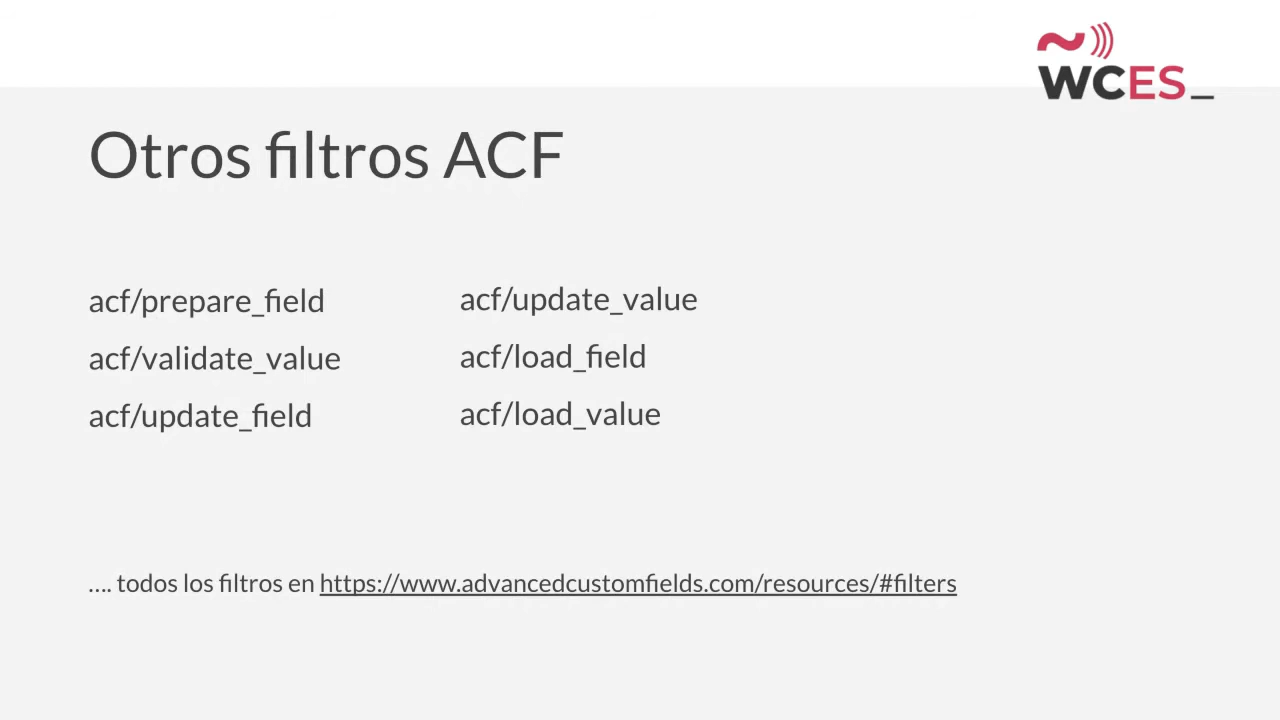 WCES_
Otros filtros ACF
acf/prepare_field
acf/validate_value
acf/update_field
acf/update_value
acf/load_field
acf/load_value
.... todos los filtros en https://www.advancedcustomfields.com/resources/#filters